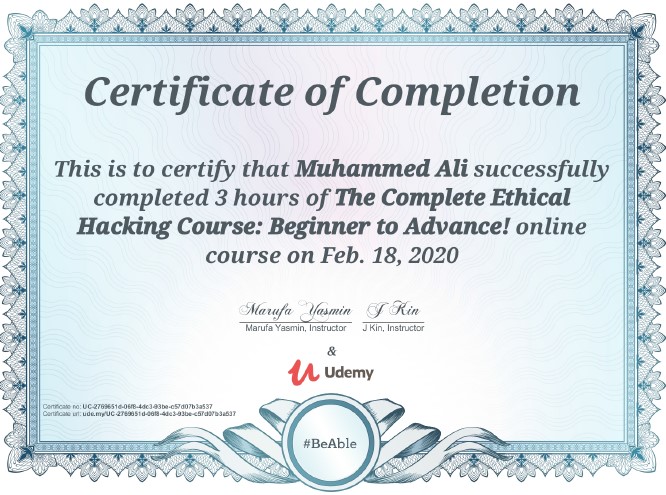 Certificate of Completion
This is to certify that Muhammed Ali successfully
completed 3 hours of The Complete Ethical
Hacking Course: Beginner to Advance! online
course on Feb. 18, 2020
Marufa Yasmin J Kin
Marufa Yasmin, Instructor J Kin, Instructor
&
Udemy
Certificate no: UC-2769651d-06f8-4dc3-93be-c57d07b3a537
Certificate url: ude.my/UC-2769651d-06f8-4dc3-93be-c57d07b3a537
#BeAble